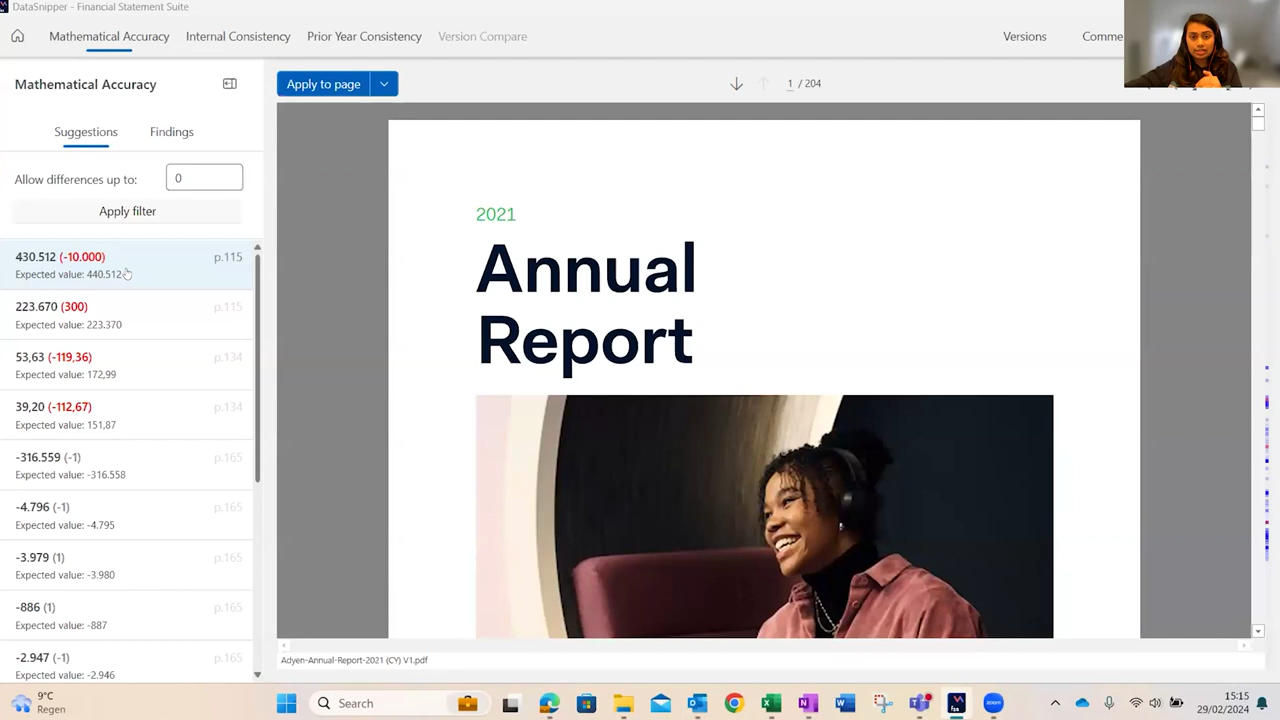 DataSnipper - Financial Statement Suite
Mathematical Accuracy Internal Consistency Prior Year Consistency Version Compare Versions Comme
Mathematical Accuracy
Suggestions Findings
Allow differences up to: 0
Apply filter
430.512 (-10.000) p.115
Expected value: 440.512
223.670 (300) p.115
Expected value: 223.370
53,63 (-119,36) p.134
Expected value: 172,99
39,20 (-112,67) p.134
Expected value: 151,87
-316.559 (-1) p.165
Expected value: -316.558
-4.796 (-1) p.165
Expected value: -4.795
-3.979 (1) p.165
Expected value: -3.980
-886 (1) p.165
Expected value: -887
-2.947 (-1) p.165
Expected value: -2.946
Apply to page 1 / 204
2021
Annual
Report
Adyen-Annual-Report-2021 (CY) V1.pdf
9°C
Regen
Search
15:15
29/02/2024